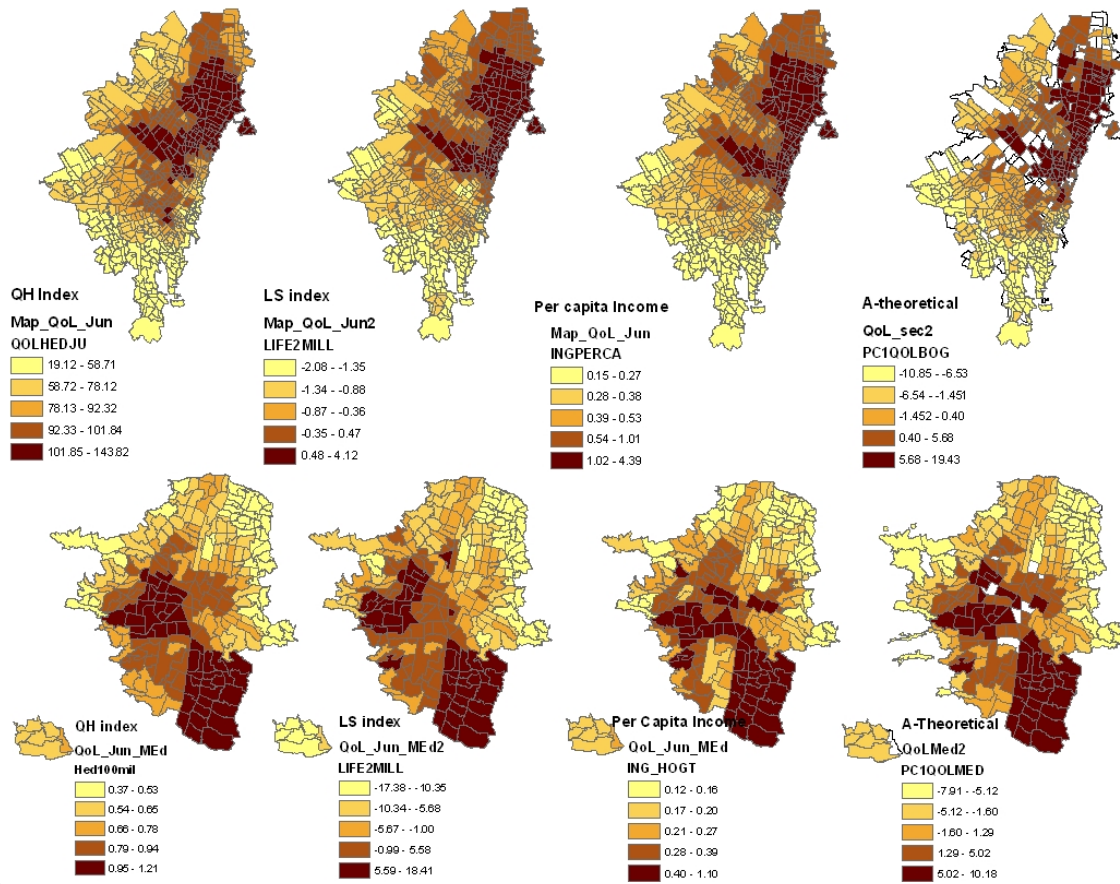 QH Index
Map_QoL_Jun
QOLHEDJU
19.12 - 58.71
58.72 - 78.12
78.13 - 92.32
92.33 - 101.84
101.85 - 143.82
LS index
Map_QoL_Jun2
LIFE2MILL
-2.08 - -1.35
-1.34 - -0.88
-0.87 - -0.36
-0.35 - 0.47
0.48 - 4.12
Per capita Income
Map_QoL_Jun
INGPERCA
0.15 - 0.27
0.28 - 0.38
0.39 - 0.53
0.54 - 1.01
1.02 - 4.39
A-theoretical
QoL_sec2
PC1QOLBOG
-10.85 - -6.53
-6.54 - -1.451
-1.452 - 0.40
0.40 - 5.68
5.68 - 19.43
QH index
QoL_Jun_MEd
Hed100mil
0.37 - 0.53
0.54 - 0.65
0.66 - 0.78
0.79 - 0.94
0.95 - 1.21
LS index
QoL_Jun_MEd2
LIFE2MILL
-17.38 - -10.35
-10.34 - -5.68
-5.67 - -1.00
-0.99 - 5.58
5.59 - 18.41
Per Capita Income
QoL_Jun_MEd
ING_HOGT
0.12 - 0.16
0.17 - 0.20
0.21 - 0.27
0.28 - 0.39
0.40 - 1.10
A-Theoretical
QoLMed2
PC1QOLMED
-7.91 - -5.12
-5.12 - -1.60
-1.60 - 1.29
1.29 - 5.02
5.02 - 10.18